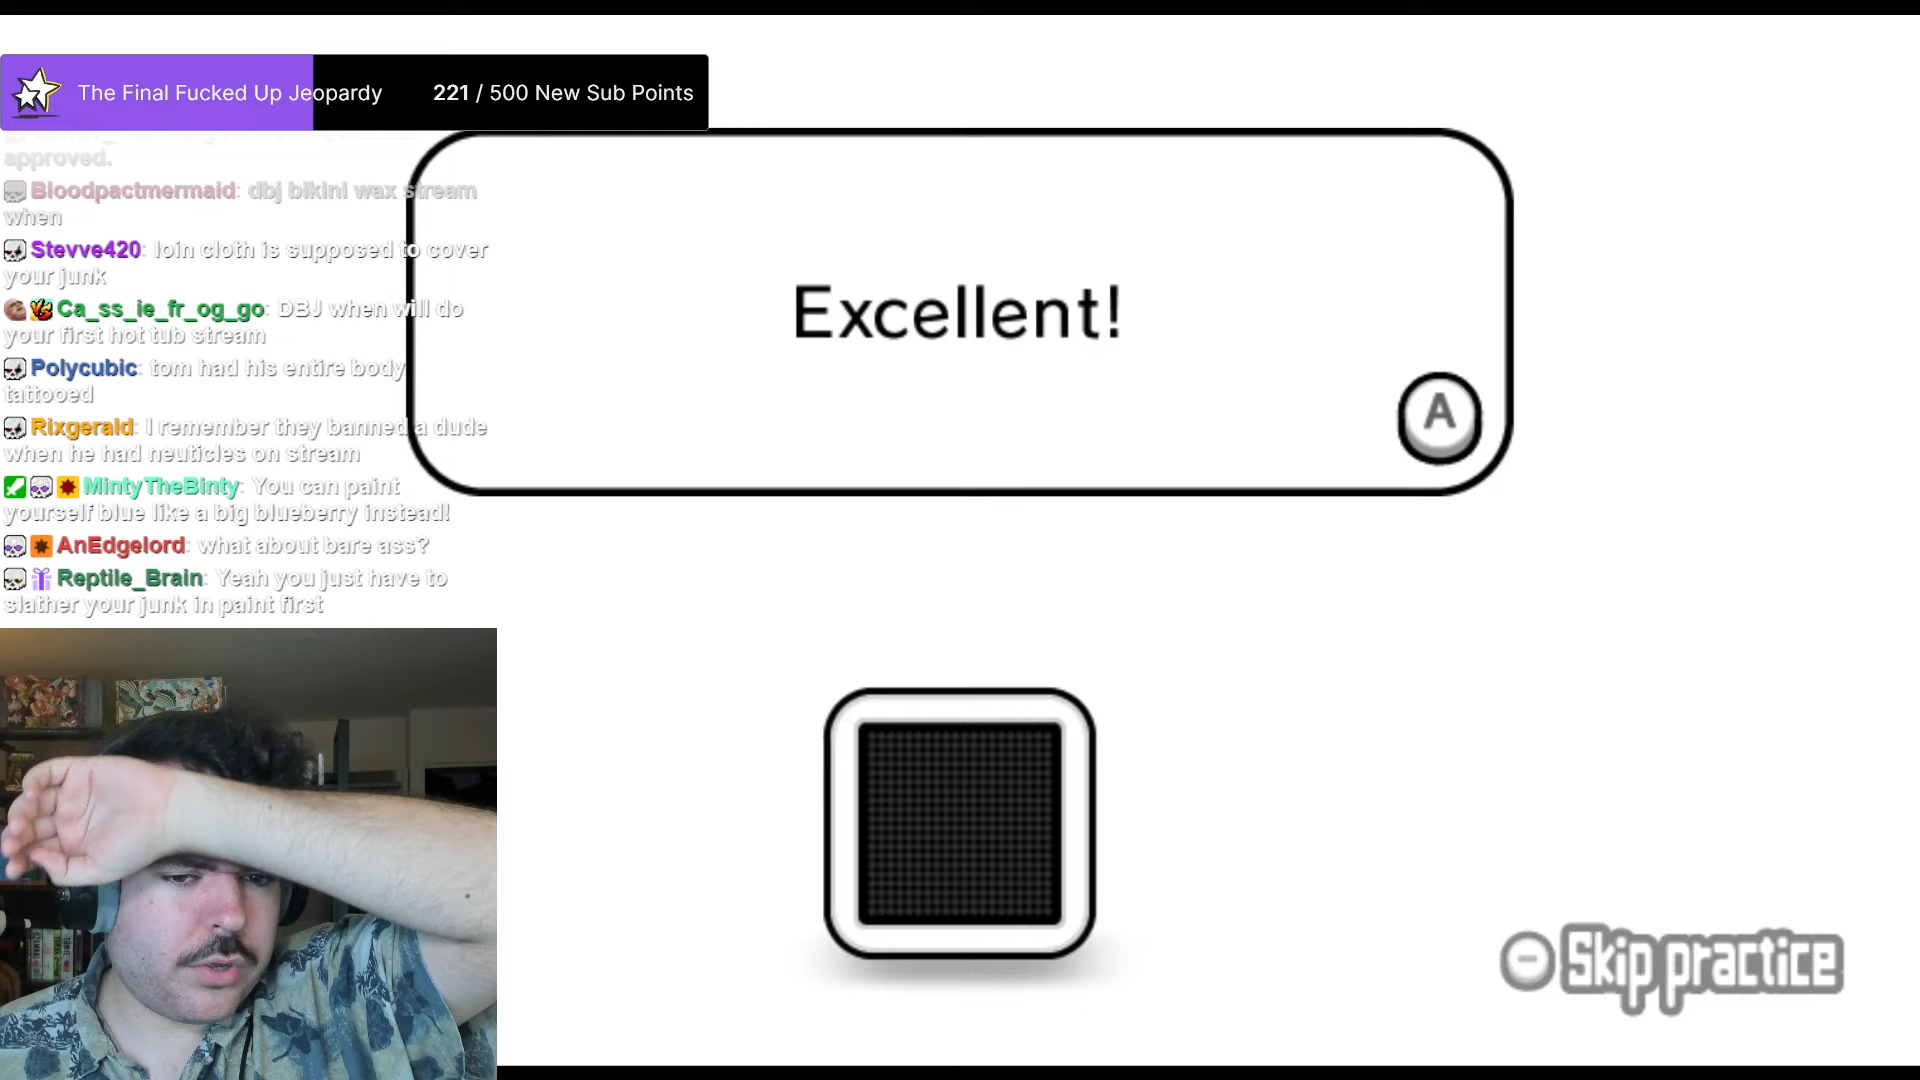 The Final Fucked Up Jeopardy 221 / 500 New Sub Points
approved.
Bloodpactmermaid: dbj bikini wax stream
when
Stevve420: loin cloth is supposed to cover
your junk
Ca_ss_ie_fr_og_go: DBJ when will do
your first hot tub stream
Polycubic: tom had his entire body
tattooed
Rixgerald: I remember they banned a dude
when he had neuticles on stream
MintyTheBinty: You can paint
yourself blue like a big blueberry instead!
AnEdgelord: what about bare ass?
Reptile_Brain: Yeah you just have to
slather your junk in paint first
Excellent!
A
Skip practice